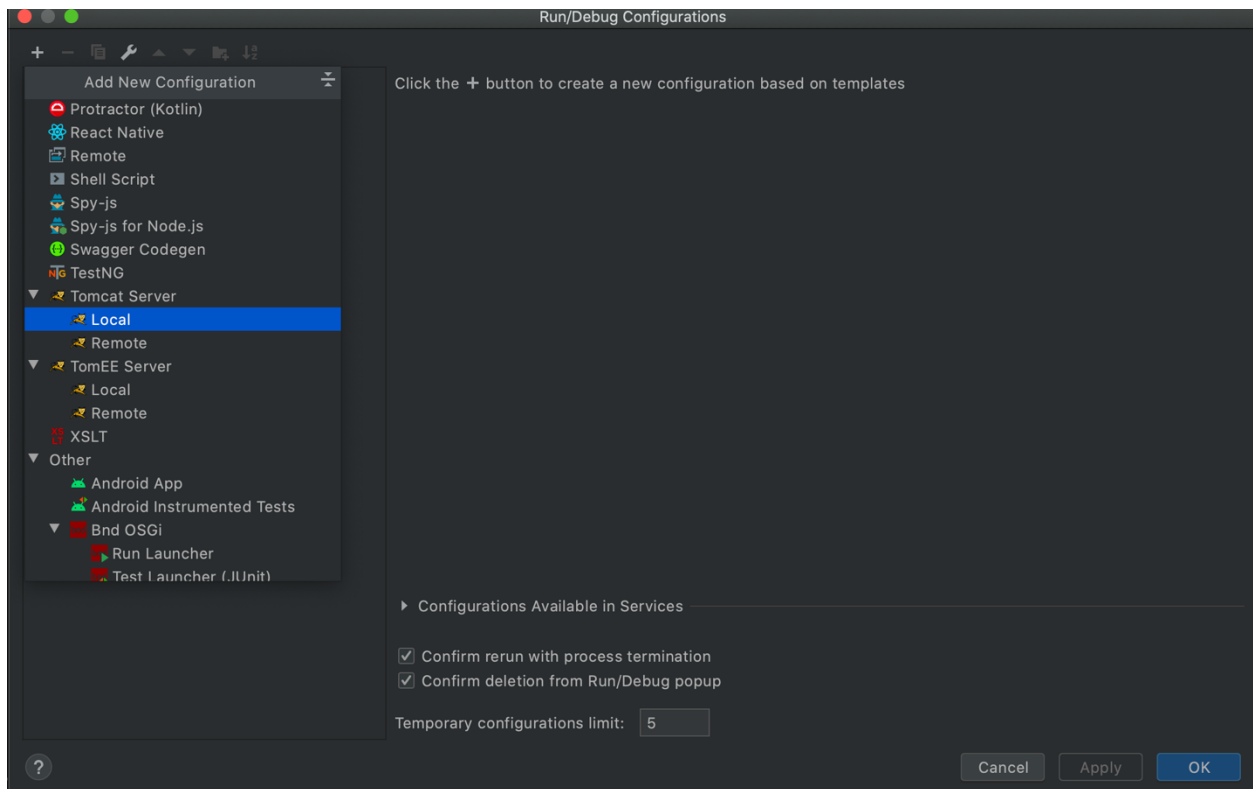 Run/Debug Configurations
Add New Configuration
Protractor (Kotlin)
React Native
Remote
Shell Script
Spy-js
Spy-js for Node.js
Swagger Codegen
TestNG
Tomcat Server
Local
Remote
TomEE Server
Local
Remote
XSLT
Other
Android App
Android Instrumented Tests
Bnd OSGi
Run Launcher
Test Launcher (JUnit)
Click the + button to create a new configuration based on templates
Configurations Available in Services
Confirm rerun with process termination
Confirm deletion from Run/Debug popup
Temporary configurations limit: 5
? Cancel Apply OK